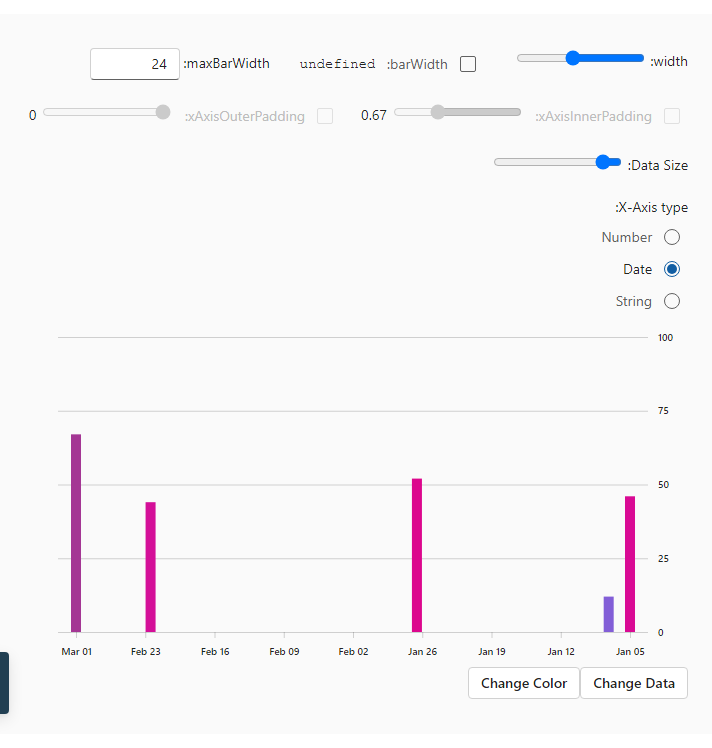 width:
barWidth: undefined
maxBarWidth: 24
xAxisInnerPadding: 0.67
xAxisOuterPadding: 0
Data Size:
X-Axis type:
Number
Date
String
100
75
50
25
0
Mar 01 Feb 23 Feb 16 Feb 09 Feb 02 Jan 26 Jan 19 Jan 12 Jan 05
Change Color Change Data